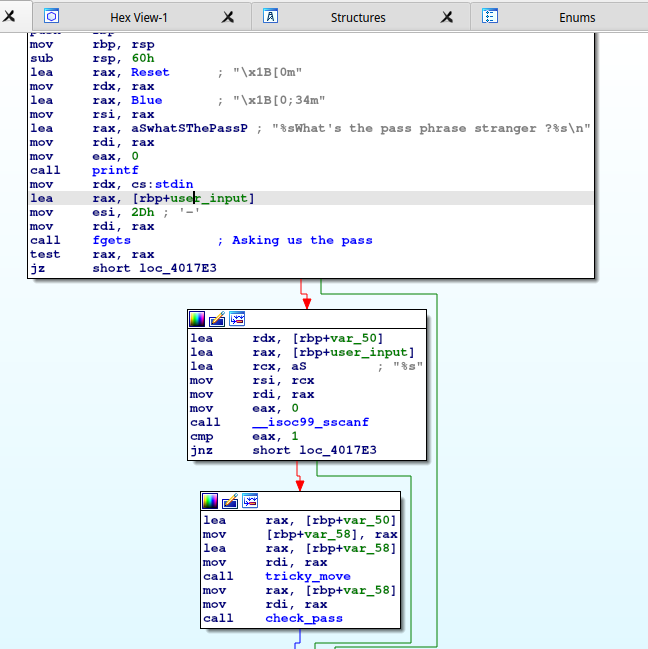 Hex View-1 Structures Enums
mov rbp, rsp
sub rsp, 60h
lea rax, Reset ; "\x1B[0m"
mov rdx, rax
lea rax, Blue ; "\x1B[0;34m"
mov rsi, rax
lea rax, aSwhatSThePassP ; "%sWhat's the pass phrase stranger ?%s\n"
mov rdi, rax
mov eax, 0
call printf
mov rdx, cs:stdin
lea rax, [rbp+user_input]
mov esi, 2Dh ; '-'
mov rdi, rax
call fgets ; Asking us the pass
test rax, rax
jz short loc_4017E3
lea rdx, [rbp+var_50]
lea rax, [rbp+user_input]
lea rcx, aS ; "%s"
mov rsi, rcx
mov rdi, rax
mov eax, 0
call __isoc99_sscanf
cmp eax, 1
jnz short loc_4017E3
lea rax, [rbp+var_50]
mov [rbp+var_58], rax
lea rax, [rbp+var_58]
mov rdi, rax
call tricky_move
mov rax, [rbp+var_58]
mov rdi, rax
call check_pass